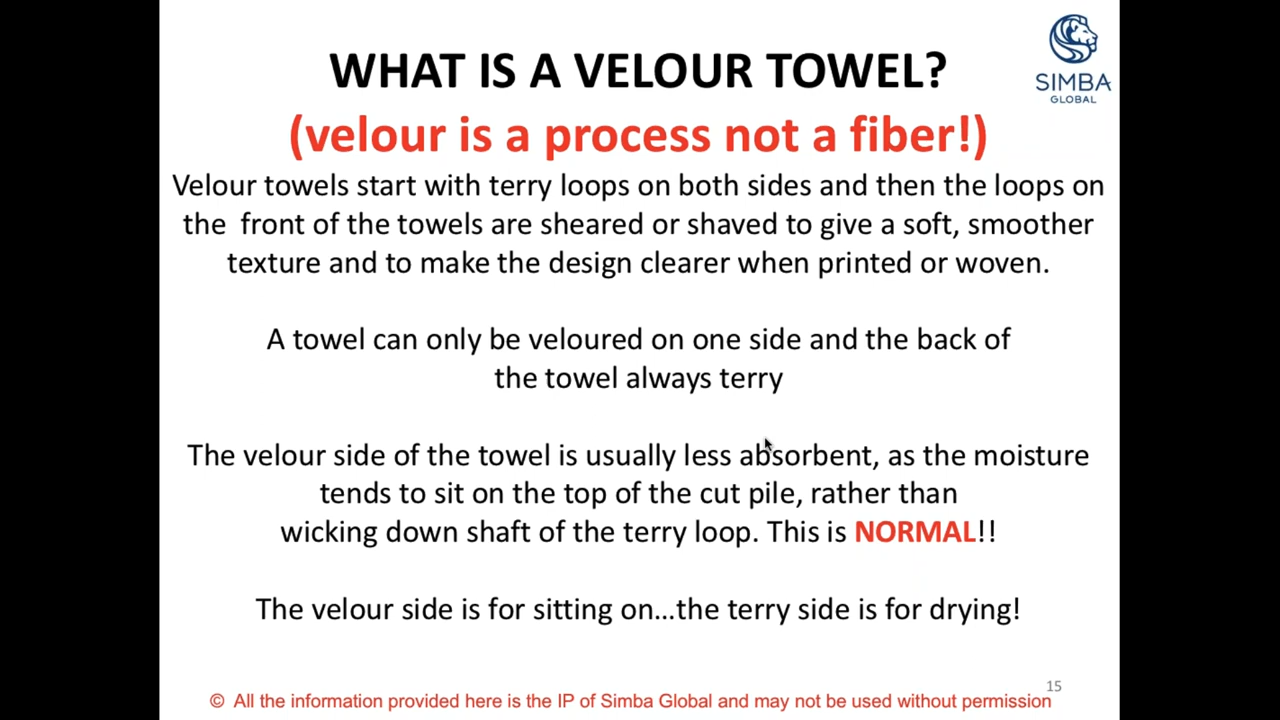 SIMBA
GLOBAL
WHAT IS A VELOUR TOWEL?
(velour is a process not a fiber!)
Velour towels start with terry loops on both sides and then the loops on
the front of the towels are sheared or shaved to give a soft, smoother
texture and to make the design clearer when printed or woven.
A towel can only be veloured on one side and the back of
the towel always terry
The velour side of the towel is usually less absorbent, as the moisture
tends to sit on the top of the cut pile, rather than
wicking down shaft of the terry loop. This is NORMAL!!
The velour side is for sitting on...the terry side is for drying!
15
© All the information provided here is the IP of Simba Global and may not be used without permission